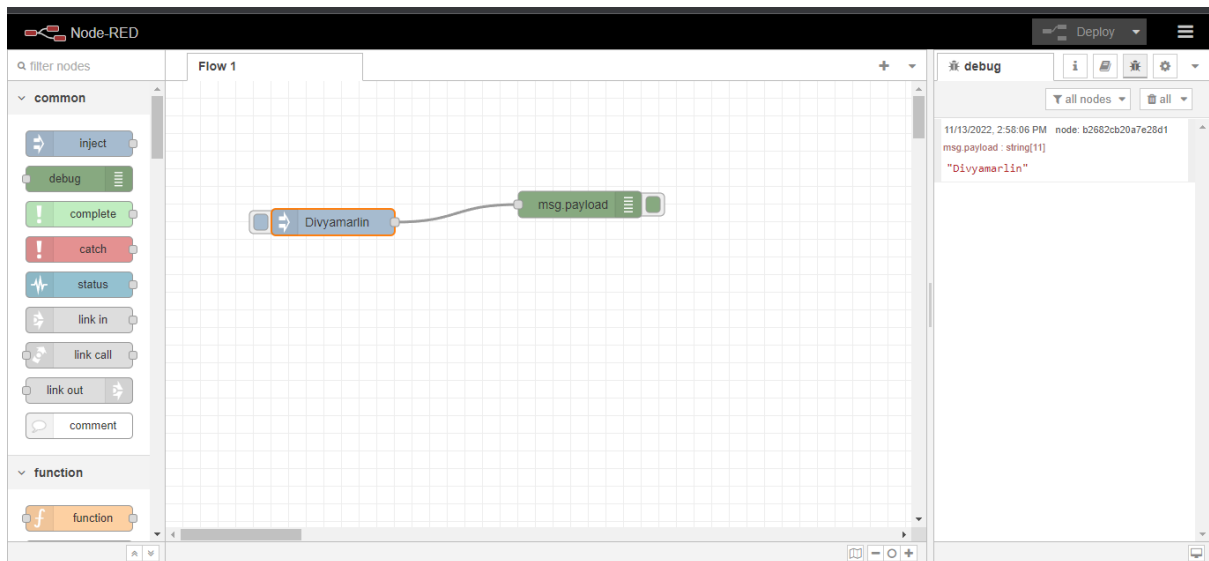 Node-RED
Deploy
filter nodes
Flow 1
debug
i
all nodes
all
common
inject
debug
complete
catch
status
link in
link call
link out
comment
function
f function
Divyamarlin
msg.payload
11/13/2022, 2:58:06 PM node: b2682cb20a7e28d1
msg.payload : string[11]
"Divyamarlin"